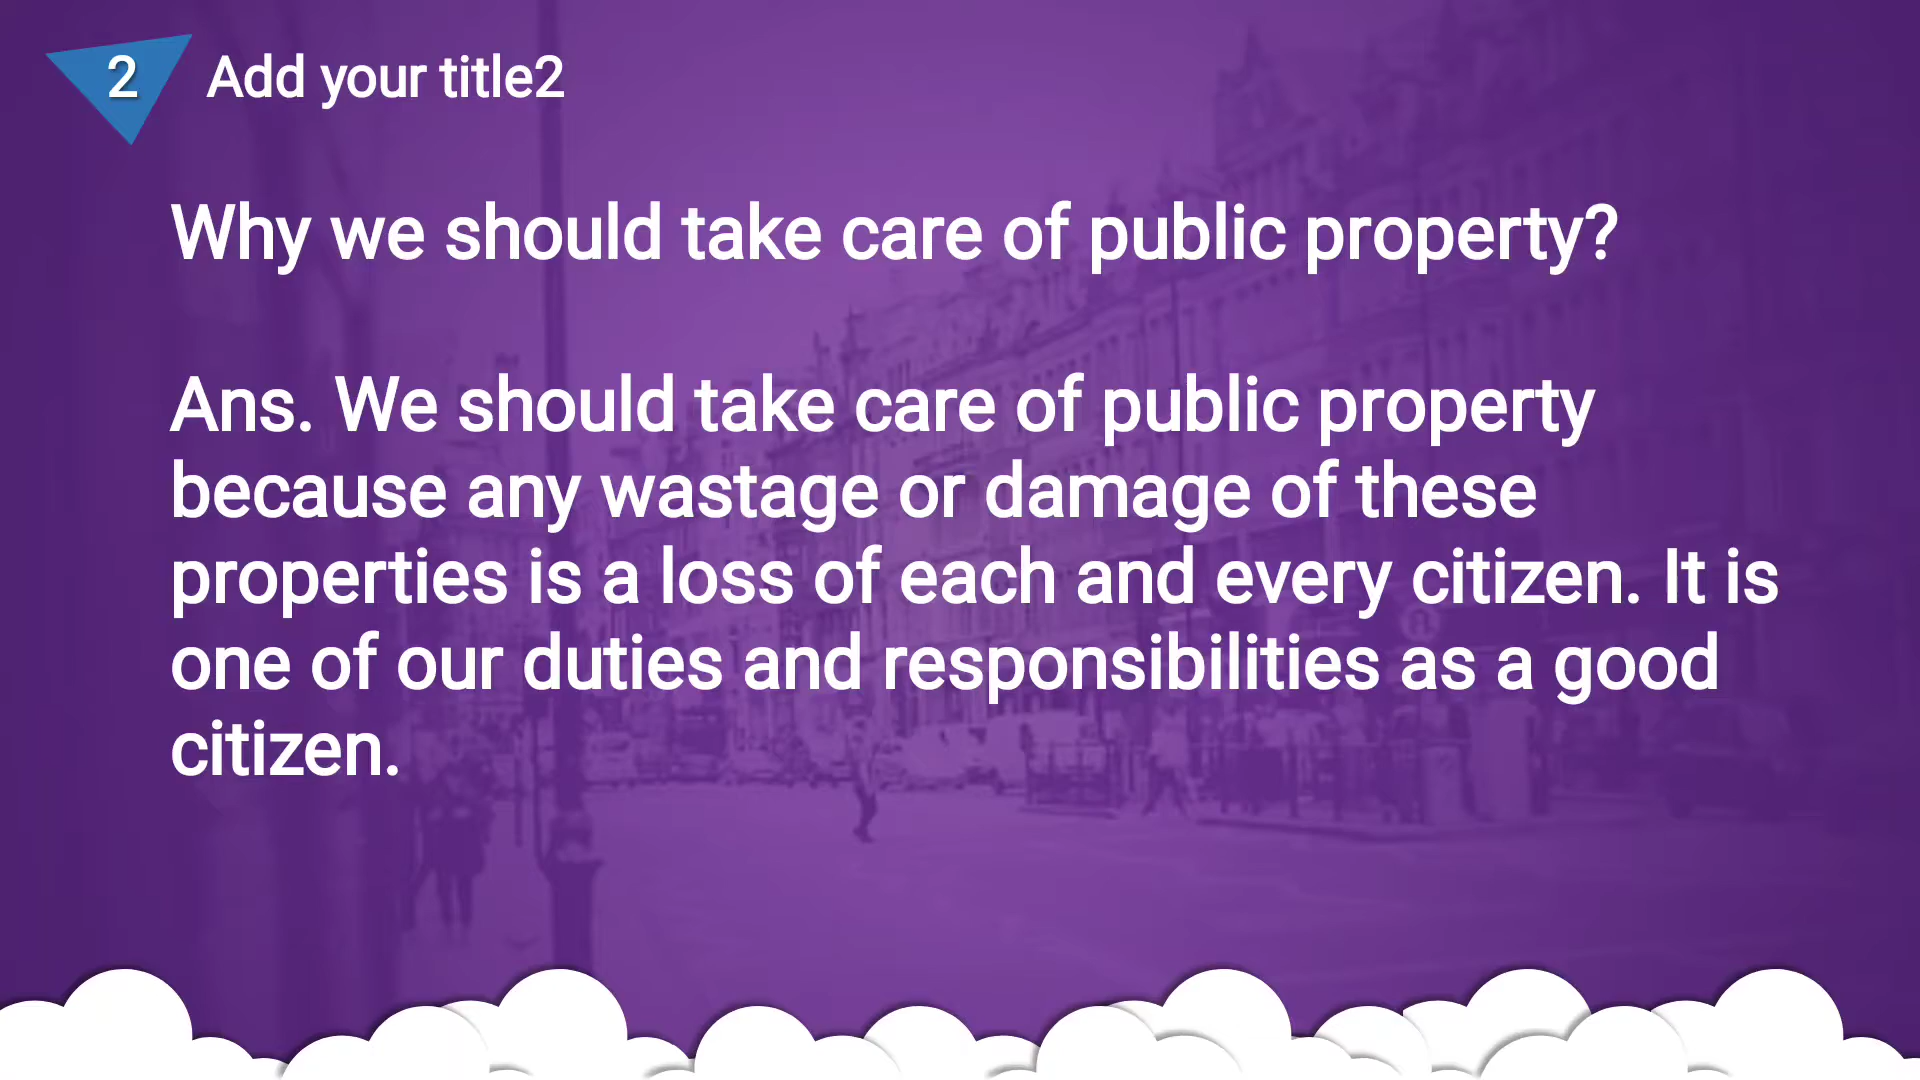 2 Add your title2
Why we should take care of public property?
Ans. We should take care of public property
because any wastage or damage of these
properties is a loss of each and every citizen. It is
one of our duties and responsibilities as a good
citizen.